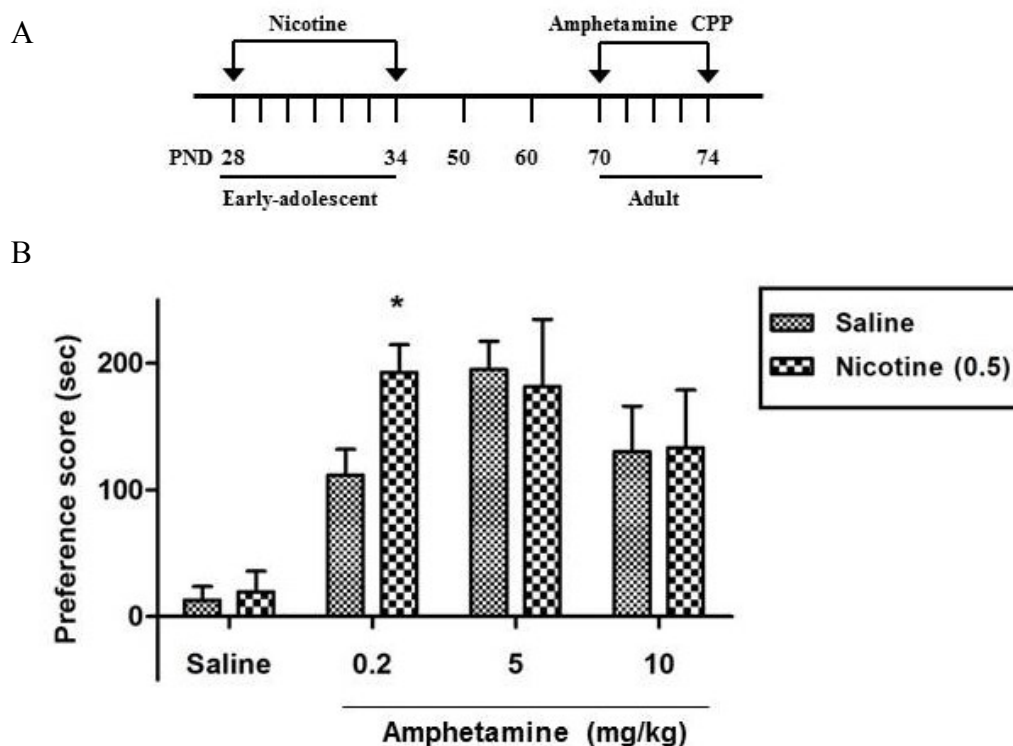 A
Nicotine
Amphetamine CPP
PND 28 34 50 60 70 74
Early-adolescent
Adult
B
Preference score (sec)
200
100
0
*
Saline
Nicotine (0.5)
Saline 0.2 5 10
Amphetamine (mg/kg)